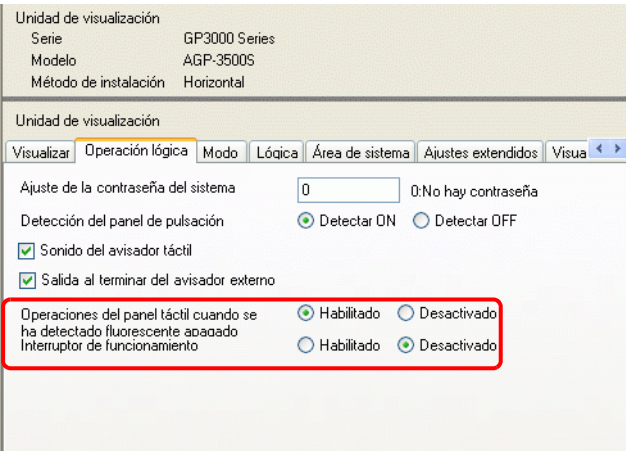 Unidad de visualización
Serie GP3000 Series
Modelo AGP-3500S
Método de instalación Horizontal
Unidad de visualización
Visualizar Operación lógica Modo Lógica Área de sistema Ajustes extendidos Visua
Ajuste de la contraseña del sistema 0 0:No hay contraseña
Detección del panel de pulsación Detectar ON Detectar OFF
Sonido del avisador táctil
Salida al terminar del avisador externo
Operaciones del panel táctil cuando se Habilitado Desactivado
ha detectado fluorescente apagado
Interruptor de funcionamiento Habilitado Desactivado